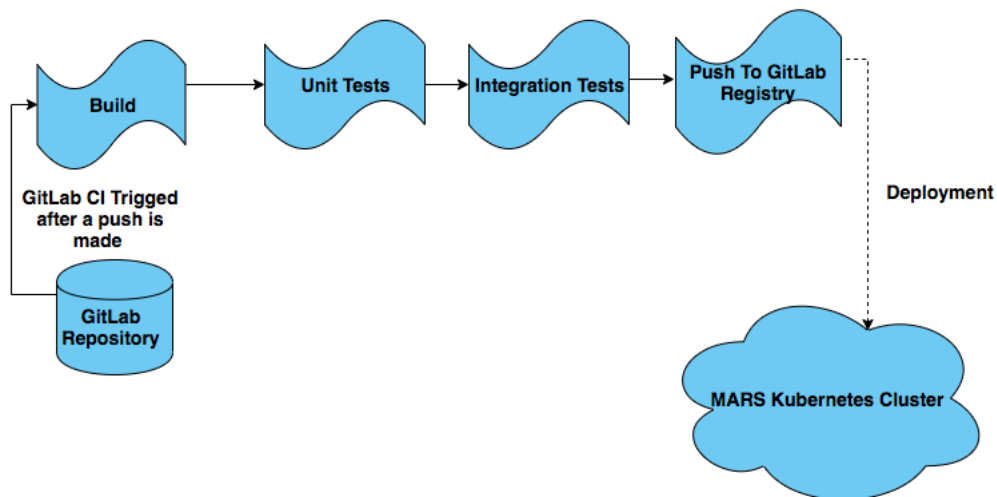 Build
Unit Tests
Integration Tests
Push To GitLab
Registry
GitLab CI Trigged
after a push is
made
Deployment
GitLab
Repository
MARS Kubernetes Cluster